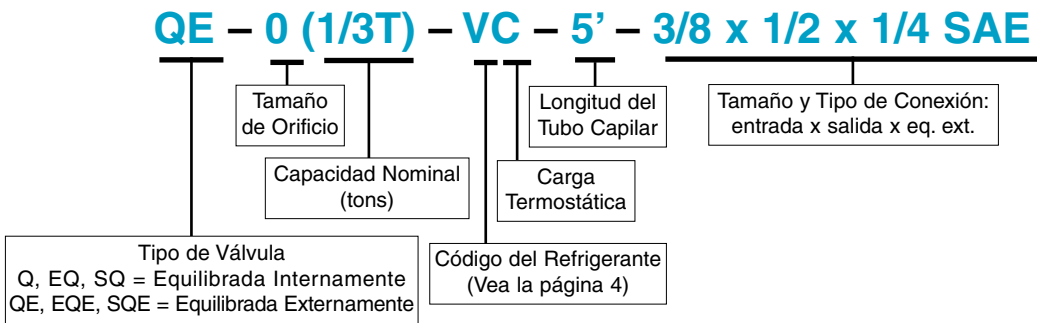 QE – 0 (1/3T) – VC – 5’ – 3/8 x 1/2 x 1/4 SAE
Tamaño
de Orificio
Longitud del
Tubo Capilar
Tamaño y Tipo de Conexión:
entrada x salida x eq. ext.
Capacidad Nominal
(tons)
Carga
Termostática
Tipo de Válvula
Q, EQ, SQ = Equilibrada Internamente
QE, EQE, SQE = Equilibrada Externamente
Código del Refrigerante
(Vea la página 4)